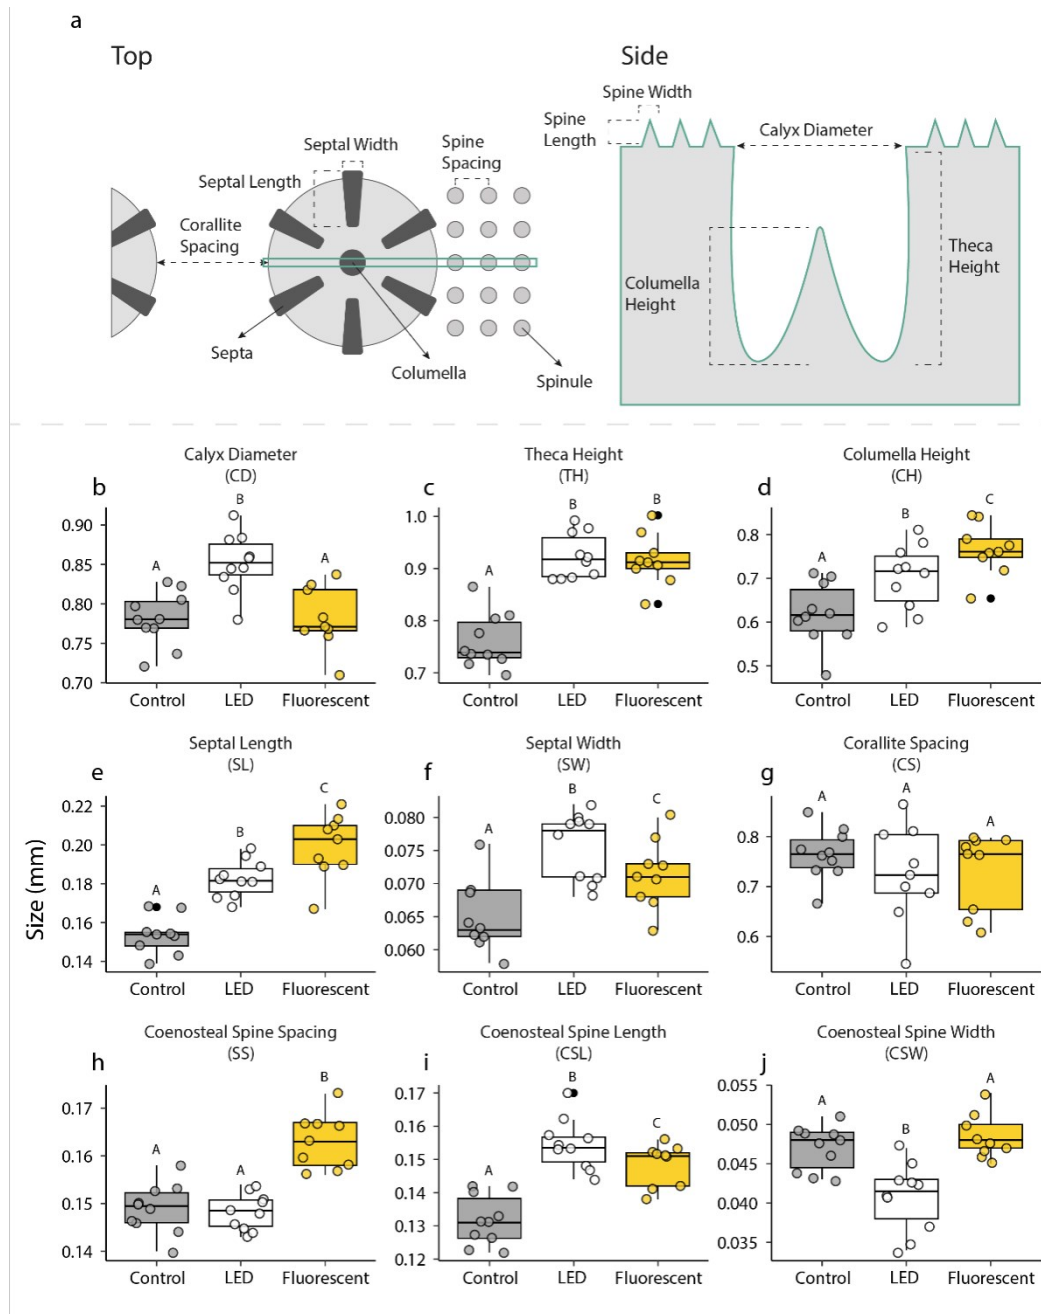 a
Top
Side
Spine Width
Spine
Length
Calyx Diameter
Septal Width
Spine
Spacing
Septal Length
Corallite
Spacing
Columella
Height
Theca
Height
Septa
Columella
Spinule
b
Calyx Diameter
(CD)
A
B
A
0.90
0.85
0.80
0.75
0.70
Control
LED
Fluorescent
c
Theca Height
(TH)
A
B
B
1.0
0.9
0.8
0.7
Control
LED
Fluorescent
d
Columella Height
(CH)
A
B
C
0.8
0.7
0.6
0.5
Control
LED
Fluorescent
Size (mm)
e
Septal Length
(SL)
A
B
C
0.22
0.20
0.18
0.16
0.14
Control
LED
Fluorescent
f
Septal Width
(SW)
A
B
C
0.080
0.075
0.070
0.065
0.060
Control
LED
Fluorescent
g
Corallite Spacing
(CS)
A
A
A
0.8
0.7
0.6
Control
LED
Fluorescent
h
Coenosteal Spine Spacing
(SS)
A
A
B
0.17
0.16
0.15
0.14
Control
LED
Fluorescent
i
Coenosteal Spine Length
(CSL)
A
B
C
0.17
0.16
0.15
0.14
0.13
0.12
Control
LED
Fluorescent
j
Coenosteal Spine Width
(CSW)
A
B
A
0.055
0.050
0.045
0.040
0.035
Control
LED
Fluorescent